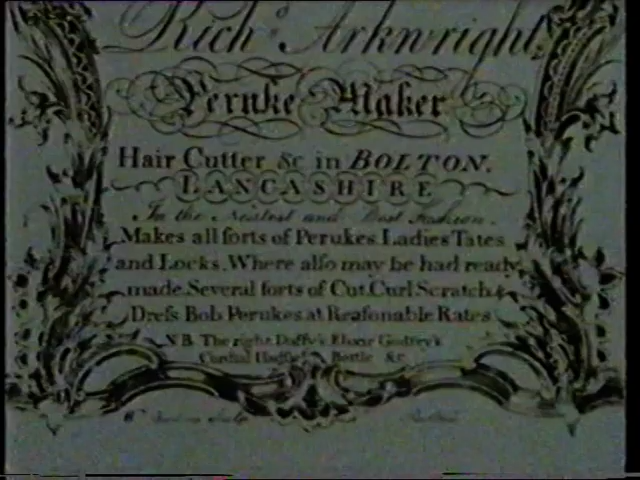 Richd. Arkwright,
Peruke Maker
Hair Cutter &c in BOLTON.
LANCASHIRE
In the Neatest and Best Fashion.
Makes all ſorts of Perukes Ladies Tates
and Locks. Where alſo may be had ready
made Several ſorts of Cut, Curl Scratch &
Dreſs Bob Perukes at Reaſonable Rates
NB. The right Daffy's Elixir Godfrey's
Cordial Bottle &c.